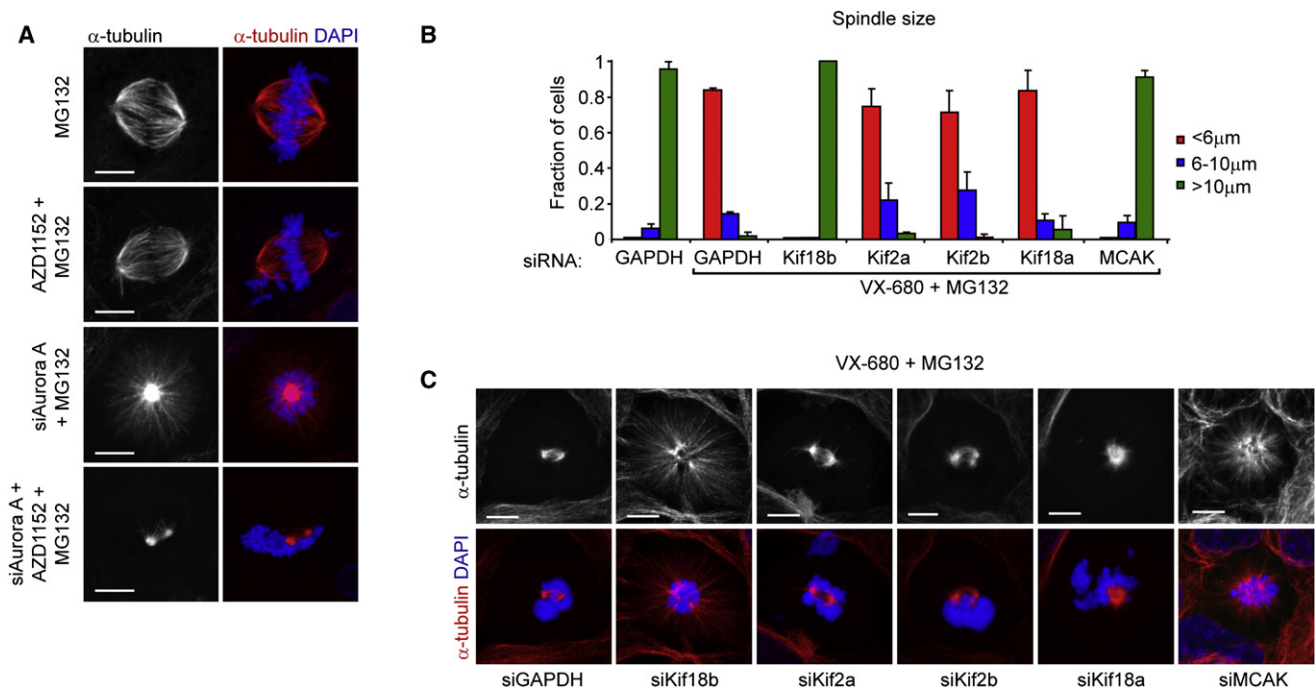 A
α-tubulin
α-tubulin DAPI
MG132
AZD1152 +
MG132
siAurora A
+ MG132
siAurora A +
AZD1152 +
MG132
B
Spindle size
Fraction of cells
1
0.8
0.6
0.4
0.2
0
<6μm
6-10μm
>10μm
siRNA:
GAPDH
GAPDH
Kif18b
Kif2a
Kif2b
Kif18a
MCAK
VX-680 + MG132
C
VX-680 + MG132
α-tubulin
α-tubulin DAPI
siGAPDH
siKif18b
siKif2a
siKif2b
siKif18a
siMCAK